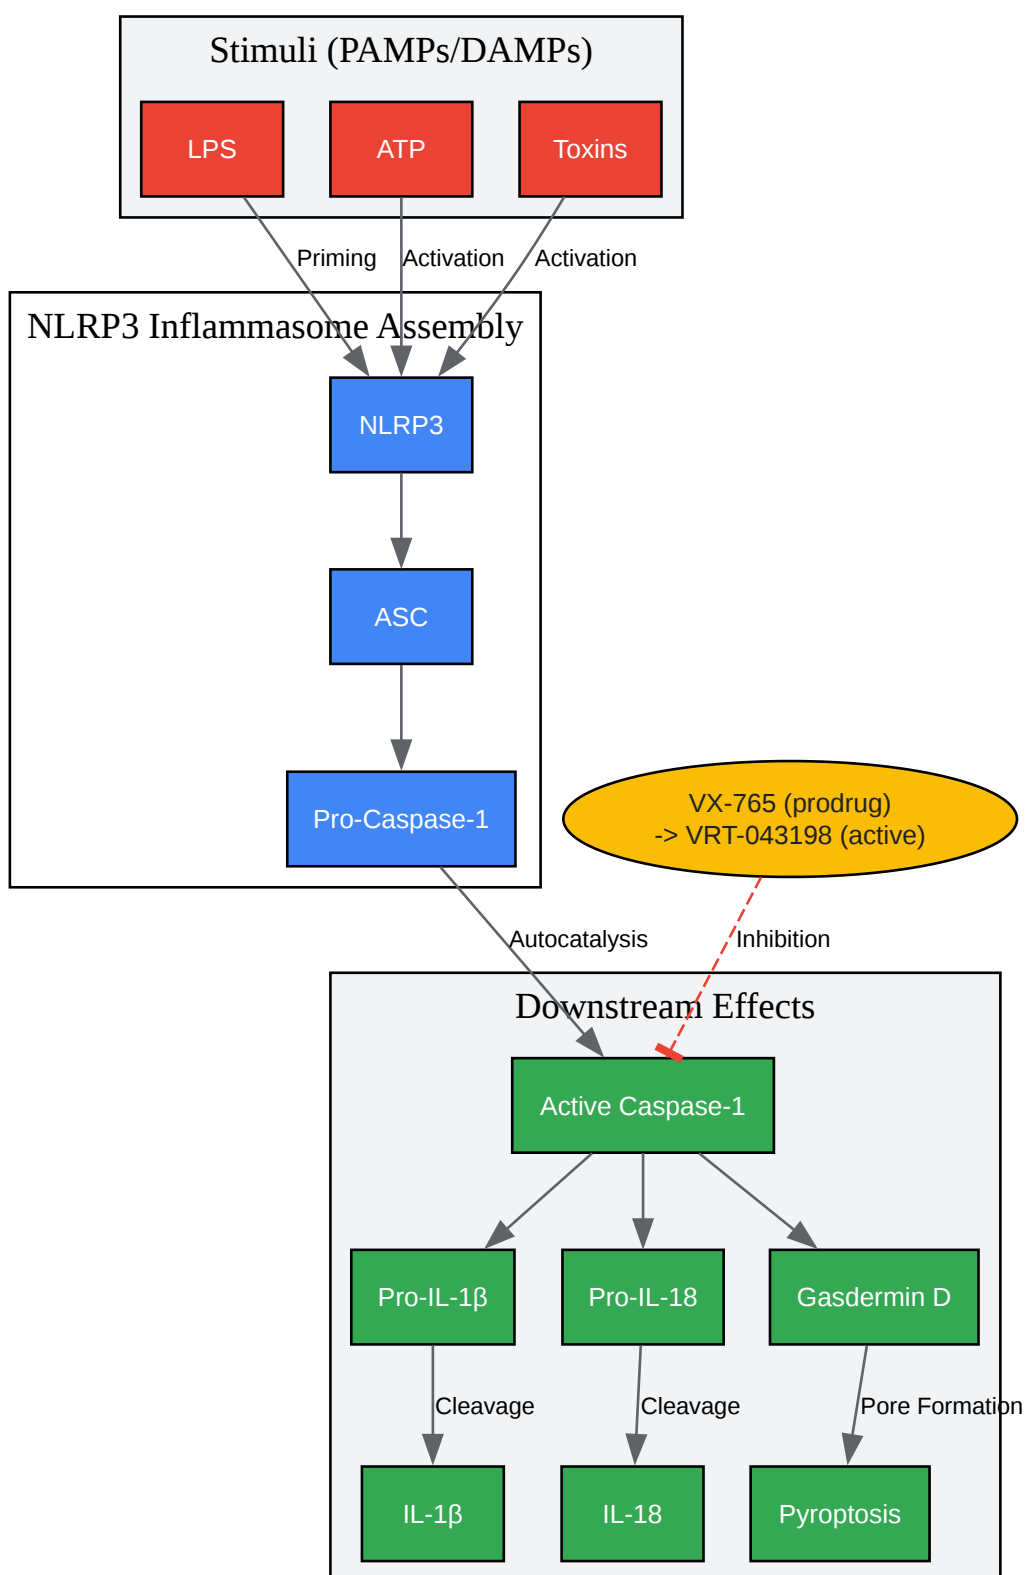 Stimuli (PAMPs/DAMPs)
LPS
ATP
Toxins
Priming
Activation
Activation
NLRP3 Inflammasome Assembly
NLRP3
ASC
Pro-Caspase-1
VX-765 (prodrug)
-> VRT-043198 (active)
Autocatalysis
Inhibition
Downstream Effects
Active Caspase-1
Pro-IL-1β
Pro-IL-18
Gasdermin D
Cleavage
Cleavage
Pore Formation
IL-1β
IL-18
Pyroptosis